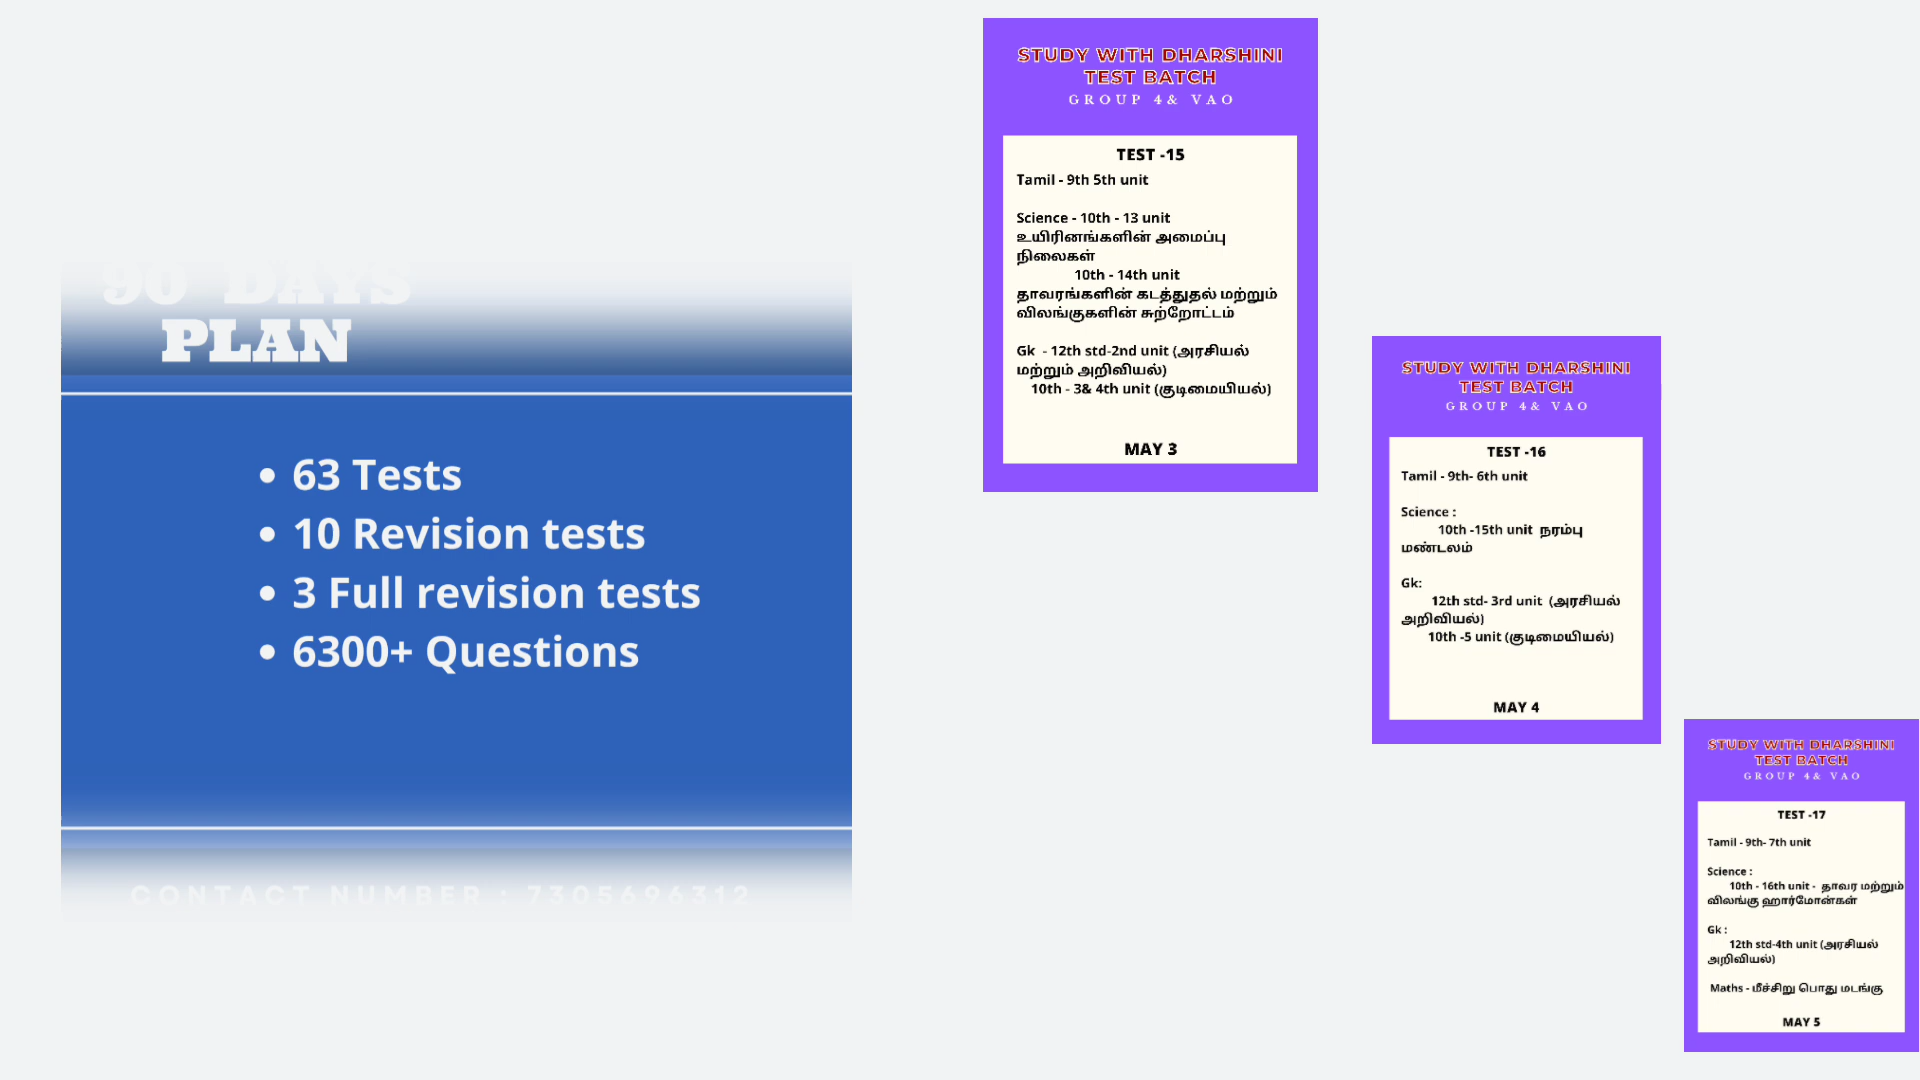 90 DAYS
PLAN
• 63 Tests
• 10 Revision tests
• 3 Full revision tests
• 6300+ Questions
CONTACT NUMBER : 7305696312
STUDY WITH DHARSHINI
TEST BATCH
GROUP 4& VAO
TEST -15
Tamil - 9th 5th unit
Science - 10th - 13 unit
உயிரினங்களின் அமைப்பு
நிலைகள்
10th - 14th unit
தாவரங்களின் கடத்துதல் மற்றும்
விலங்குகளின் சுற்றோட்டம்
Gk - 12th std-2nd unit (அரசியல்
மற்றும் அறிவியல்)
10th - 3& 4th unit (குடிமையியல்)
MAY 3
STUDY WITH DHARSHINI
TEST BATCH
GROUP 4& VAO
TEST -16
Tamil - 9th- 6th unit
Science :
10th -15th unit நரம்பு
மண்டலம்
Gk:
12th std- 3rd unit (அரசியல்
அறிவியல்)
10th -5 unit (குடிமையியல்)
MAY 4
STUDY WITH DHARSHINI
TEST BATCH
GROUP 4& VAO
TEST -17
Tamil - 9th- 7th unit
Science :
10th - 16th unit - தாவர மற்றும்
விலங்கு ஹார்மோன்கள்
Gk :
12th std-4th unit (அரசியல்
அறிவியல்)
Maths - மீச்சிறு பொது மடங்கு
MAY 5